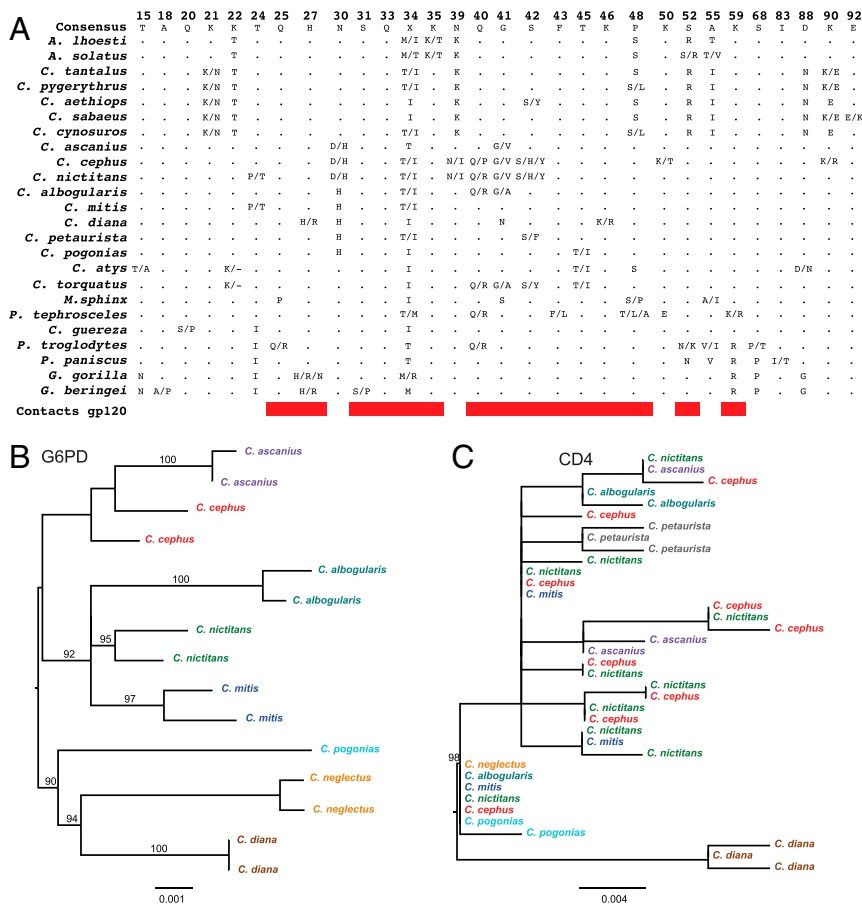 A
15 18 20 21 22 24 25 27 30 31 33 34 35 39 40 41 42 43 45 46 48 50 52 55 59 68 83 88 90 92
Consensus T A Q K K T Q H N S Q X K N Q G S F T K P K S A K S I D K E
A. lhoesti . . . . T . . . . . . M/I K/T K . . . . . . S . R T . . . . . .
A. solatus . . . . T . . . . . . M/T K/T K . . . . . . S . S/R T/V . . . . . .
C. tantalus . . . K/N T . . . . . . T/I . K . . . . . . S . R I . . . N K/E .
C. pygerythrus . . . K/N T . . . . . . T/I . K . . . . . . S/L . R I . . . N . .
C. aethiops . . . K/N T . . . . . . I . K . . S/Y . . . S . R I . . . N E .
C. sabaeus . . . K/N T . . . . . . I . K . . . . . . S . R I . . . N K/E E/K
C. cynosuros . . . K/N T . . . . . . T/I . K . . . . . . S/L . R I . . . N K/E .
C. ascanius . . . . . . . . D/H . . T . . . G/V . . . . . . . . . . . . . .
C. cephus . . . . . . . . D/H . . T/I . N/I Q/P G/V S/H/Y . . . . K/T . . . . . . K/R .
C. nictitans . . . . . P/T . . D/H . . T/I . N/I Q/R G/V S/H/Y . . . . . . . . . . . . .
C. albogularis . . . . . . . . H . . T/I . . Q/R G/A . . . . . . . . . . . . . .
C. mitis . . . . . P/T . . H . . T/I . . . . . . . . . . . . . . . . . .
C. diana . . . . . . . H/R H . . I . . . N . . . K/R . . . . . . . . . .
C. petaurista . . . . . . . . H . . T/I . . . . S/F . . . . . . . . . . . . .
C. pogonias . . . . . . . . H . . I . . . . . . T/I . . . . . . . . . . .
C. atys T/A . . . K/- . . . . . . I . . . . . . T/I . S . . . . . . D/N . .
C. torquatus . . . . K/- . . . . . . I . . Q/R G/A S/Y . T/I . . . . . . . . . . .
M.sphinx . . . . . . P . . . . I . . . S . . . . S/P . . A/I . . . . . .
P. tephrosceles . . . . . . . . . . . T/M . . Q/R . . F/L . . T/L/A E . . K/R . . . . .
C. guereza . . S/P . . I . . . . . I . . . . . . . . . . . . . . . . . .
P. troglodytes . . . . . I Q/R . . . . T . . Q/R . . . . . . . N/K V/I R P/T . . . .
P. paniscus . . . . . I . . . . . T . . . . . . . . . . N V R P I/T . . .
G. gorilla N . . . . I . H/R/N . . . M/R . . . . . . . . . . . . R P . G . .
G. beringei N A/P . . . I . H/R . S/P . M . . . . . . . . . . . . R P . G . .
Contacts gp120
B G6PD
100
C. ascanius
C. ascanius
C. cephus
C. cephus
100
C. albogularis
C. albogularis
92
95
C. nictitans
C. nictitans
97
C. mitis
C. mitis
C. pogonias
90
C. neglectus
94
C. neglectus
100
C. diana
C. diana
0.001
C CD4
C. nictitans
C. ascanius
C. cephus
C. albogularis
C. albogularis
C. cephus
C. petaurista
C. petaurista
C. petaurista
C. nictitans
C. nictitans
C. cephus
C. mitis
C. cephus
C. nictitans
C. cephus
C. ascanius
C. ascanius
C. cephus
C. nictitans
C. nictitans
C. cephus
C. nictitans
C. cephus
C. nictitans
C. mitis
C. nictitans
98
C. neglectus
C. albogularis
C. mitis
C. nictitans
C. cephus
C. pogonias
C. pogonias
C. diana
C. diana
C. diana
0.004